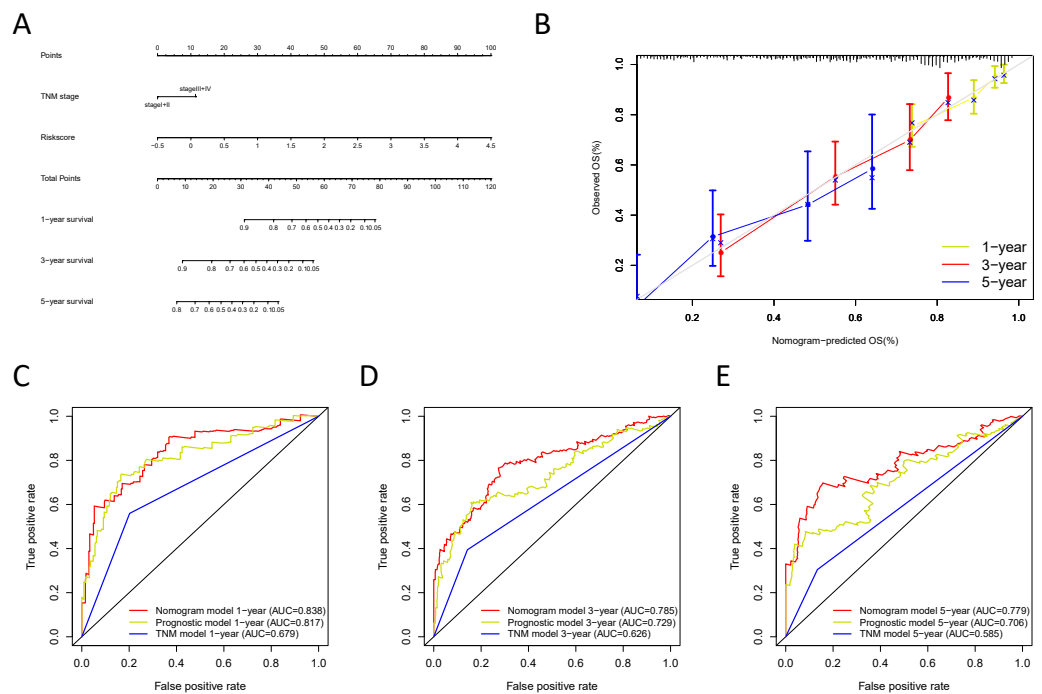 A
Points
0 10 20 30 40 50 60 70 80 90 100
TNM stage
stageIII+IV
stageI+II
Riskscore
−0.5 0 0.5 1 1.5 2 2.5 3 3.5 4 4.5
Total Points
0 10 20 30 40 50 60 70 80 90 100 110 120
1−year survival
0.9 0.8 0.7 0.6 0.5 0.4 0.3 0.2 0.10.05
3−year survival
0.9 0.8 0.7 0.6 0.5 0.4 0.3 0.2 0.10.05
5−year survival
0.8 0.7 0.6 0.5 0.4 0.3 0.2 0.10.05
B
Observed OS(%)
1.0
0.8
0.6
0.4
0.2
1−year
3−year
5−year
0.2 0.4 0.6 0.8 1.0
Nomogram−predicted OS(%)
C
True positive rate
1.0
0.8
0.6
0.4
0.2
0.0
Nomogram model 1−year (AUC=0.838)
Prognostic model 1−year (AUC=0.817)
TNM model 1−year (AUC=0.679)
0.0 0.2 0.4 0.6 0.8 1.0
False positive rate
D
True positive rate
1.0
0.8
0.6
0.4
0.2
0.0
Nomogram model 3−year (AUC=0.785)
Prognostic model 3−year (AUC=0.729)
TNM model 3−year (AUC=0.626)
0.0 0.2 0.4 0.6 0.8 1.0
False positive rate
E
True positive rate
1.0
0.8
0.6
0.4
0.2
0.0
Nomogram model 5−year (AUC=0.779)
Prognostic model 5−year (AUC=0.706)
TNM model 5−year (AUC=0.585)
0.0 0.2 0.4 0.6 0.8 1.0
False positive rate